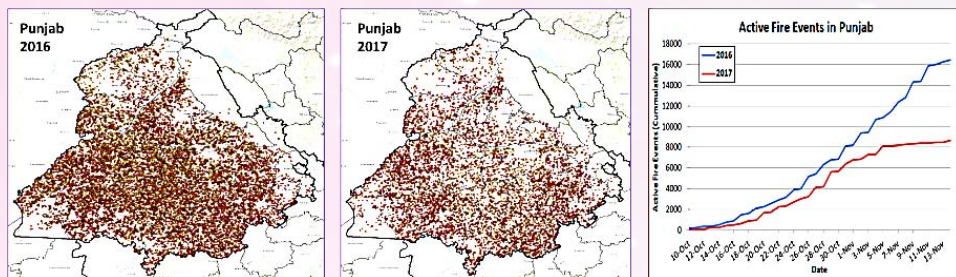 Punjab
2016
Punjab
2017
Active Fire Events in Punjab
2016
2017
Active Fire Events (Cummulative)
18000
16000
14000
12000
10000
8000
6000
4000
2000
0
10-Oct
12-Oct
14-Oct
16-Oct
18-Oct
20-Oct
22-Oct
24-Oct
26-Oct
28-Oct
30-Oct
1-Nov
3-Nov
5-Nov
7-Nov
9-Nov
11-Nov
13-Nov
Date